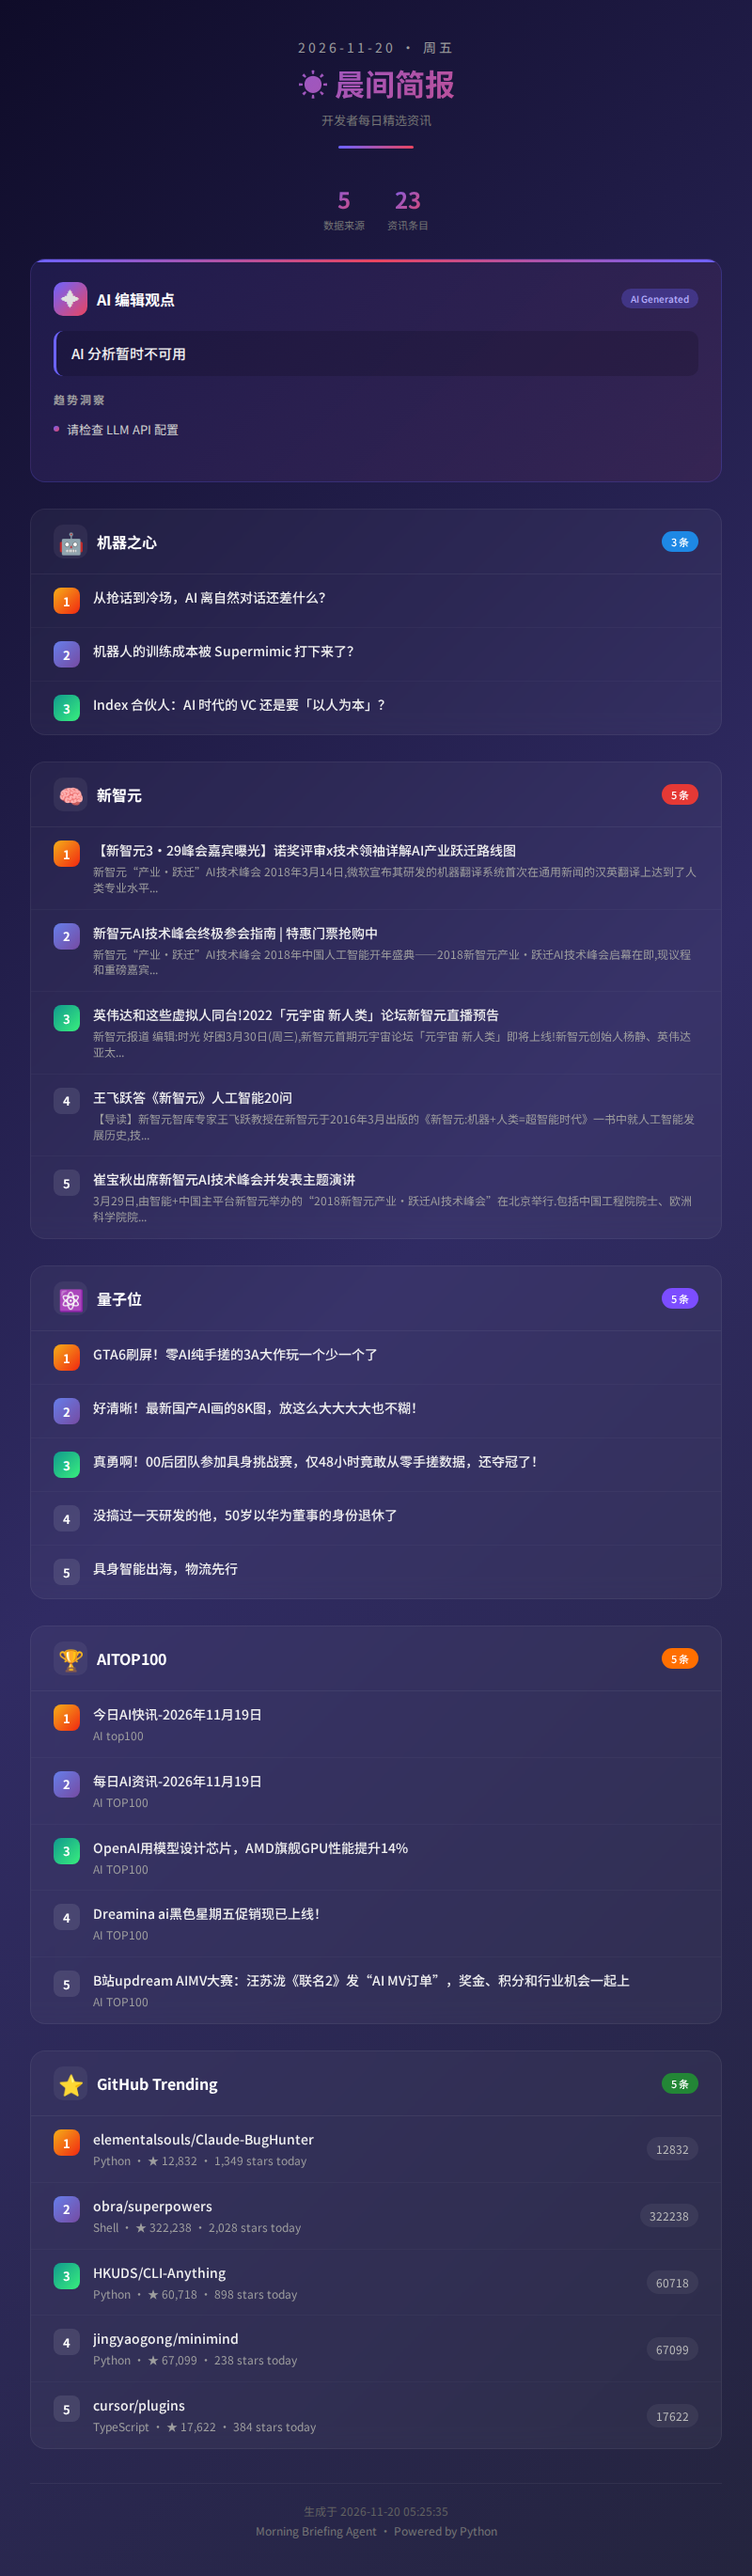 2026-11-20 • 周五
☀ 晨间简报
开发者每日精选资讯
5 23
数据来源 资讯条目
AI 编辑观点 AI Generated
AI 分析暂时不可用
趋势洞察
请检查 LLM API 配置
机器之心 3 条
1 从抢话到冷场，AI 离自然对话还差什么？
2 机器人的训练成本被 Supermimic 打下来了？
3 Index 合伙人：AI 时代的 VC 还是要「以人为本」？
新智元 5 条
1 【新智元3・29峰会嘉宾曝光】诺奖评审x技术领袖详解AI产业跃迁路线图
新智元“产业・跃迁”AI技术峰会 2018年3月14日,微软宣布其研发的机器翻译系统首次在通用新闻的汉英翻译上达到了人
类专业水平...
2 新智元AI技术峰会终极参会指南 | 特惠门票抢购中
新智元“产业・跃迁”AI技术峰会 2018年中国人工智能开年盛典——2018新智元产业・跃迁AI技术峰会启幕在即,现议程
和重磅嘉宾...
3 英伟达和这些虚拟人同台!2022「元宇宙 新人类」论坛新智元直播预告
新智元报道 编辑:时光 好困3月30日(周三),新智元首期元宇宙论坛「元宇宙 新人类」即将上线!新智元创始人杨静、英伟达
亚太...
4 王飞跃答《新智元》人工智能20问
【导读】新智元智库专家王飞跃教授在新智元于2016年3月出版的《新智元:机器+人类=超智能时代》一书中就人工智能发
展历史,技...
5 崔宝秋出席新智元AI技术峰会并发表主题演讲
3月29日,由智能+中国主平台新智元举办的“2018新智元产业・跃迁AI技术峰会”在北京举行.包括中国工程院院士、欧洲
科学院院...
量子位 5 条
1 GTA6刷屏！零AI纯手搓的3A大作玩一个少一个了
2 好清晰！最新国产AI画的8K图，放这么大大大大也不糊！
3 真勇啊！00后团队参加具身挑战赛，仅48小时竟敢从零手搓数据，还夺冠了！
4 没搞过一天研发的他，50岁以华为董事的身份退休了
5 具身智能出海，物流先行
AITOP100 5 条
1 今日AI快讯-2026年11月19日
AI top100
2 每日AI资讯-2026年11月19日
AI TOP100
3 OpenAI用模型设计芯片，AMD旗舰GPU性能提升14%
AI TOP100
4 Dreamina ai黑色星期五促销现已上线！
AI TOP100
5 B站updream AIMV大赛：汪苏泷《联名2》发“AI MV订单”，奖金、积分和行业机会一起上
AI TOP100
GitHub Trending 5 条
1 elementalsouls/Claude-BugHunter 12832
Python • ★ 12,832 • 1,349 stars today
2 obra/superpowers 322238
Shell • ★ 322,238 • 2,028 stars today
3 HKUDS/CLI-Anything 60718
Python • ★ 60,718 • 898 stars today
4 jingyaogong/minimind 67099
Python • ★ 67,099 • 238 stars today
5 cursor/plugins 17622
TypeScript • ★ 17,622 • 384 stars today
生成于 2026-11-20 05:25:35
Morning Briefing Agent • Powered by Python